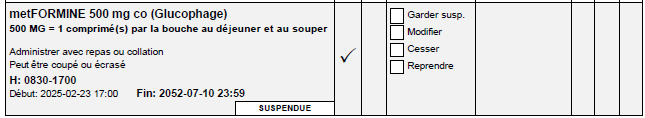 metFORMINE 500 mg co (Glucophage)
500 MG = 1 comprimé(s) par la bouche au déjeuner et au souper
Administrer avec repas ou collation
Peut être coupé ou écrasé
H: 0830-1700
Début: 2025-02-23 17:00 Fin: 2052-07-10 23:59
SUSPENDUE
✓
Garder susp.
Modifier
Cesser
Reprendre